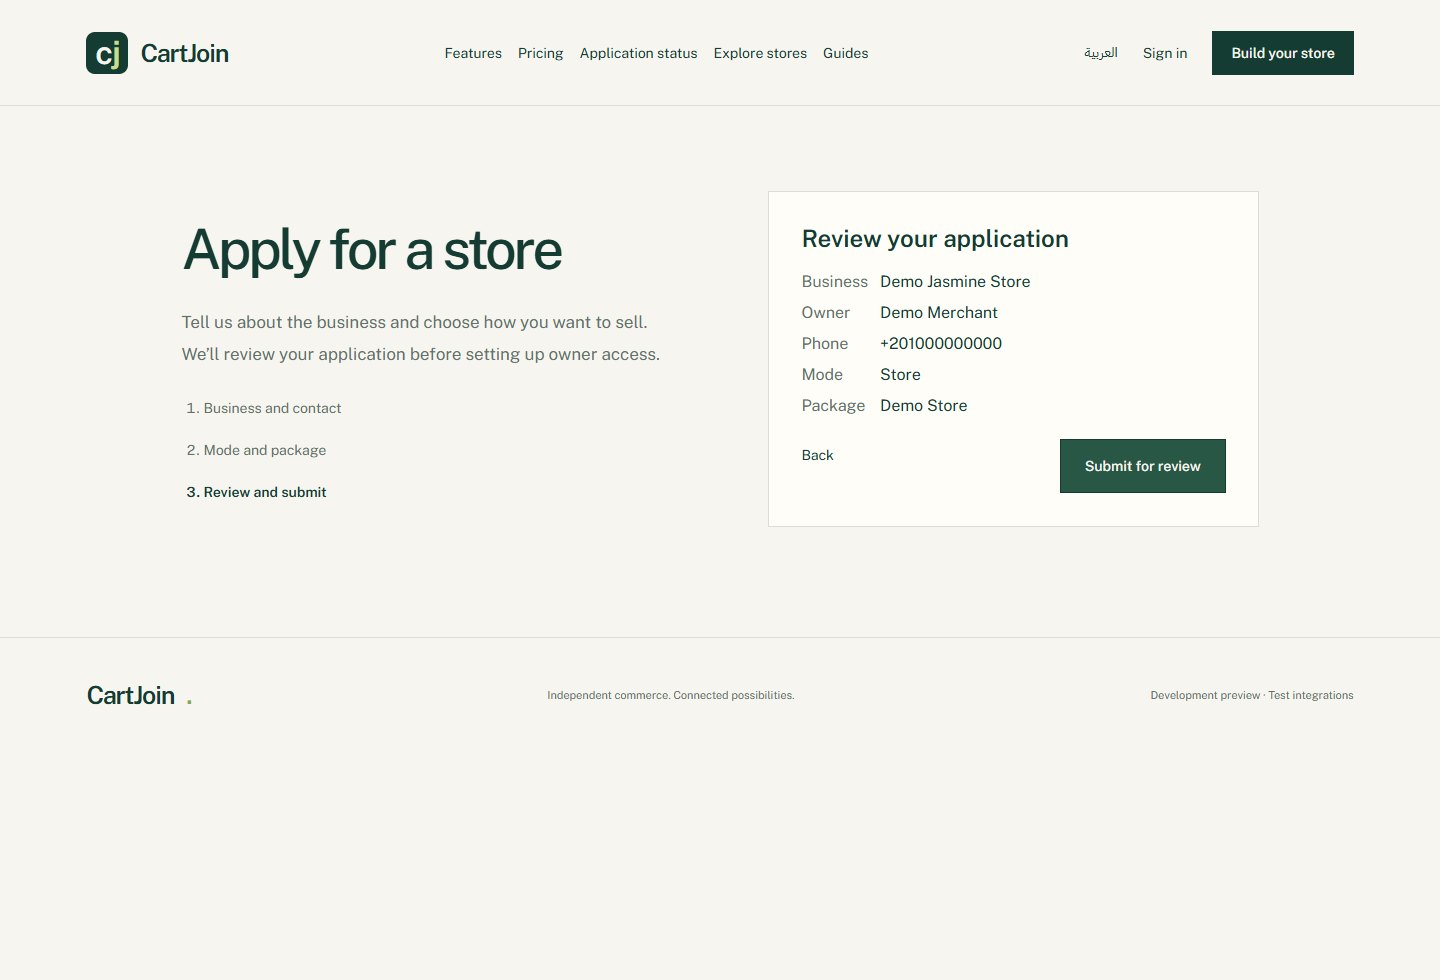 cj CartJoin
Features Pricing Application status Explore stores Guides
العربية Sign in Build your store
Apply for a store
Tell us about the business and choose how you want to sell.
We’ll review your application before setting up owner access.
1. Business and contact
2. Mode and package
3. Review and submit
Review your application
Business Demo Jasmine Store
Owner Demo Merchant
Phone +201000000000
Mode Store
Package Demo Store
Back Submit for review
CartJoin .
Independent commerce. Connected possibilities.
Development preview · Test integrations